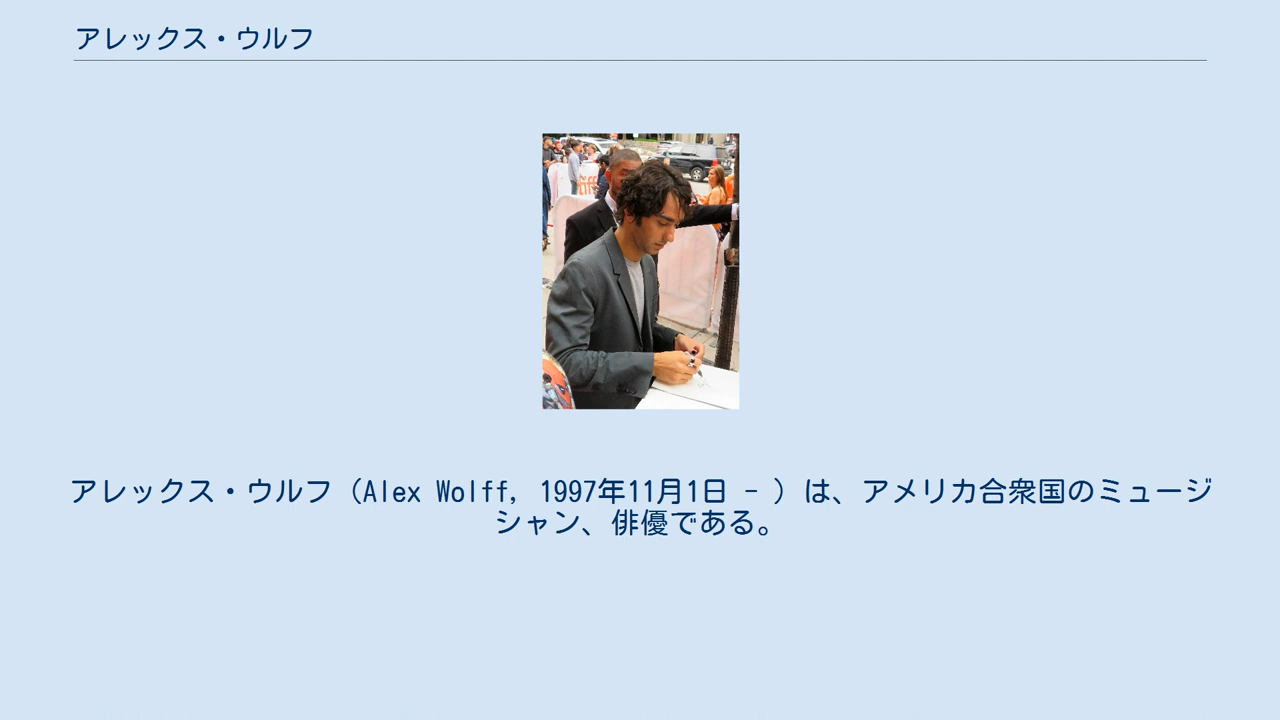 アレックス・ウルフ
tiff
アレックス・ウルフ（Alex Wolff, 1997年11月1日 - ）は、アメリカ合衆国のミュージ
シャン、俳優である。